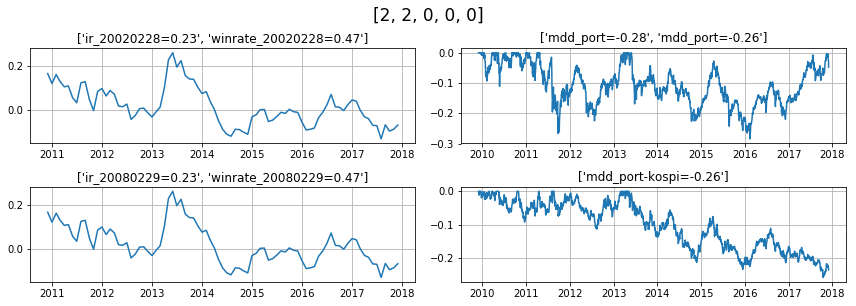 [2, 2, 0, 0, 0]
['ir_20020228=0.23', 'winrate_20020228=0.47']
0.2
0.0
2011 2012 2013 2014 2015 2016 2017 2018
['mdd_port=-0.28', 'mdd_port=-0.26']
0.0
−0.1
−0.2
−0.3
2010 2011 2012 2013 2014 2015 2016 2017 2018
['ir_20080229=0.23', 'winrate_20080229=0.47']
0.2
0.0
2011 2012 2013 2014 2015 2016 2017 2018
['mdd_port-kospi=-0.26']
0.0
−0.1
−0.2
2010 2011 2012 2013 2014 2015 2016 2017 2018